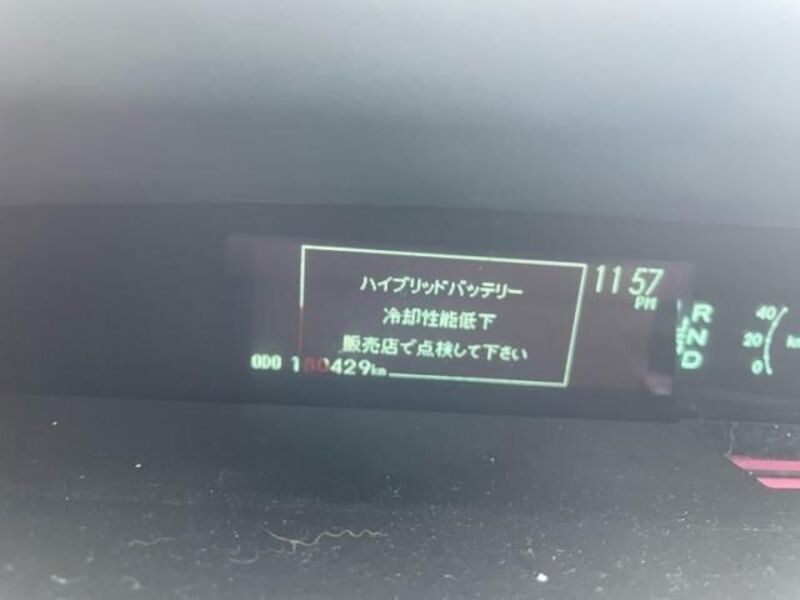 ハイブリッドバッテリー
冷却性能低下
販売店で点検して下さい
11:57
PM
ODO 180429km
R
N
D
40
20
0